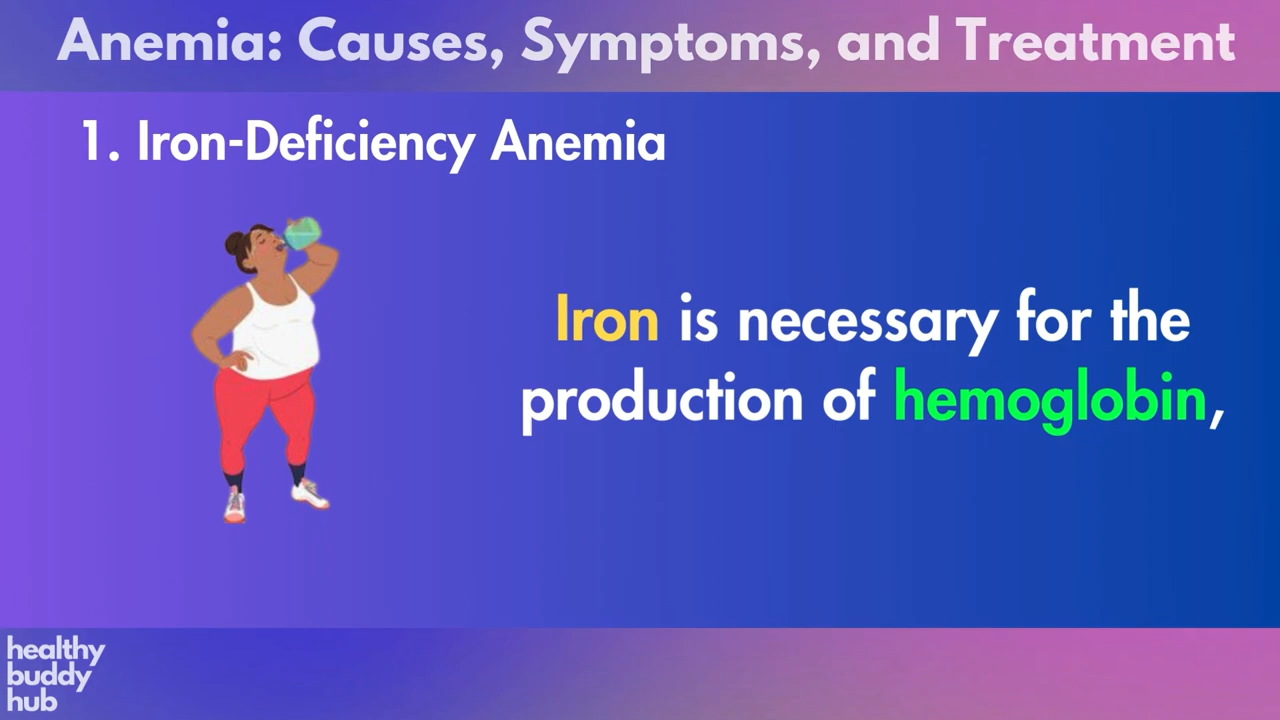 Anemia: Causes, Symptoms, and Treatment
1. Iron-Deficiency Anemia
Iron is necessary for the
production of hemoglobin,
healthy
buddy
hub